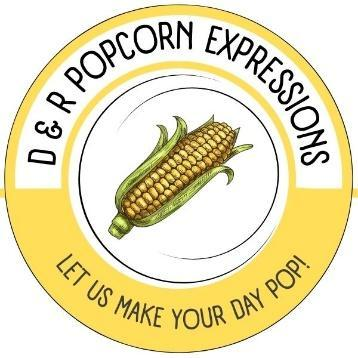 D & R POPCORN EXPRESSIONS
LET US MAKE YOUR DAY POP!